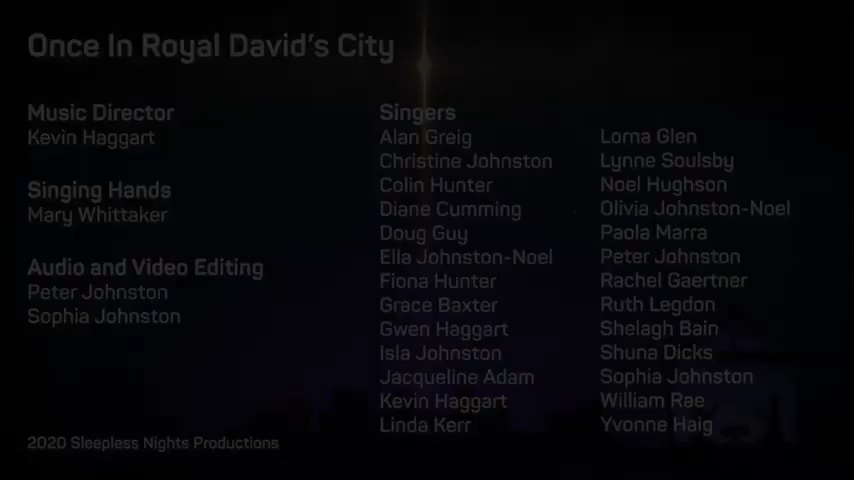 Once In Royal David's City
Music Director
Kevin Haggart
Singing Hands
Mary Whittaker
Audio and Video Editing
Peter Johnston
Sophia Johnston
2020 Sleepless Nights Productions
Singers
Alan Greig
Christine Johnston
Colin Hunter
Diane Cumming
Doug Guy
Ella Johnston-Noel
Fiona Hunter
Grace Baxter
Gwen Haggart
Isla Johnston
Jacqueline Adam
Kevin Haggart
Linda Kerr
Lorna Glen
Lynne Soulsby
Noel Hughson
Olivia Johnston-Noel
Paola Marra
Peter Johnston
Rachel Gaertner
Ruth Legdon
Shelagh Bain
Shuna Dicks
Sophia Johnston
William Rae
Yvonne Haig